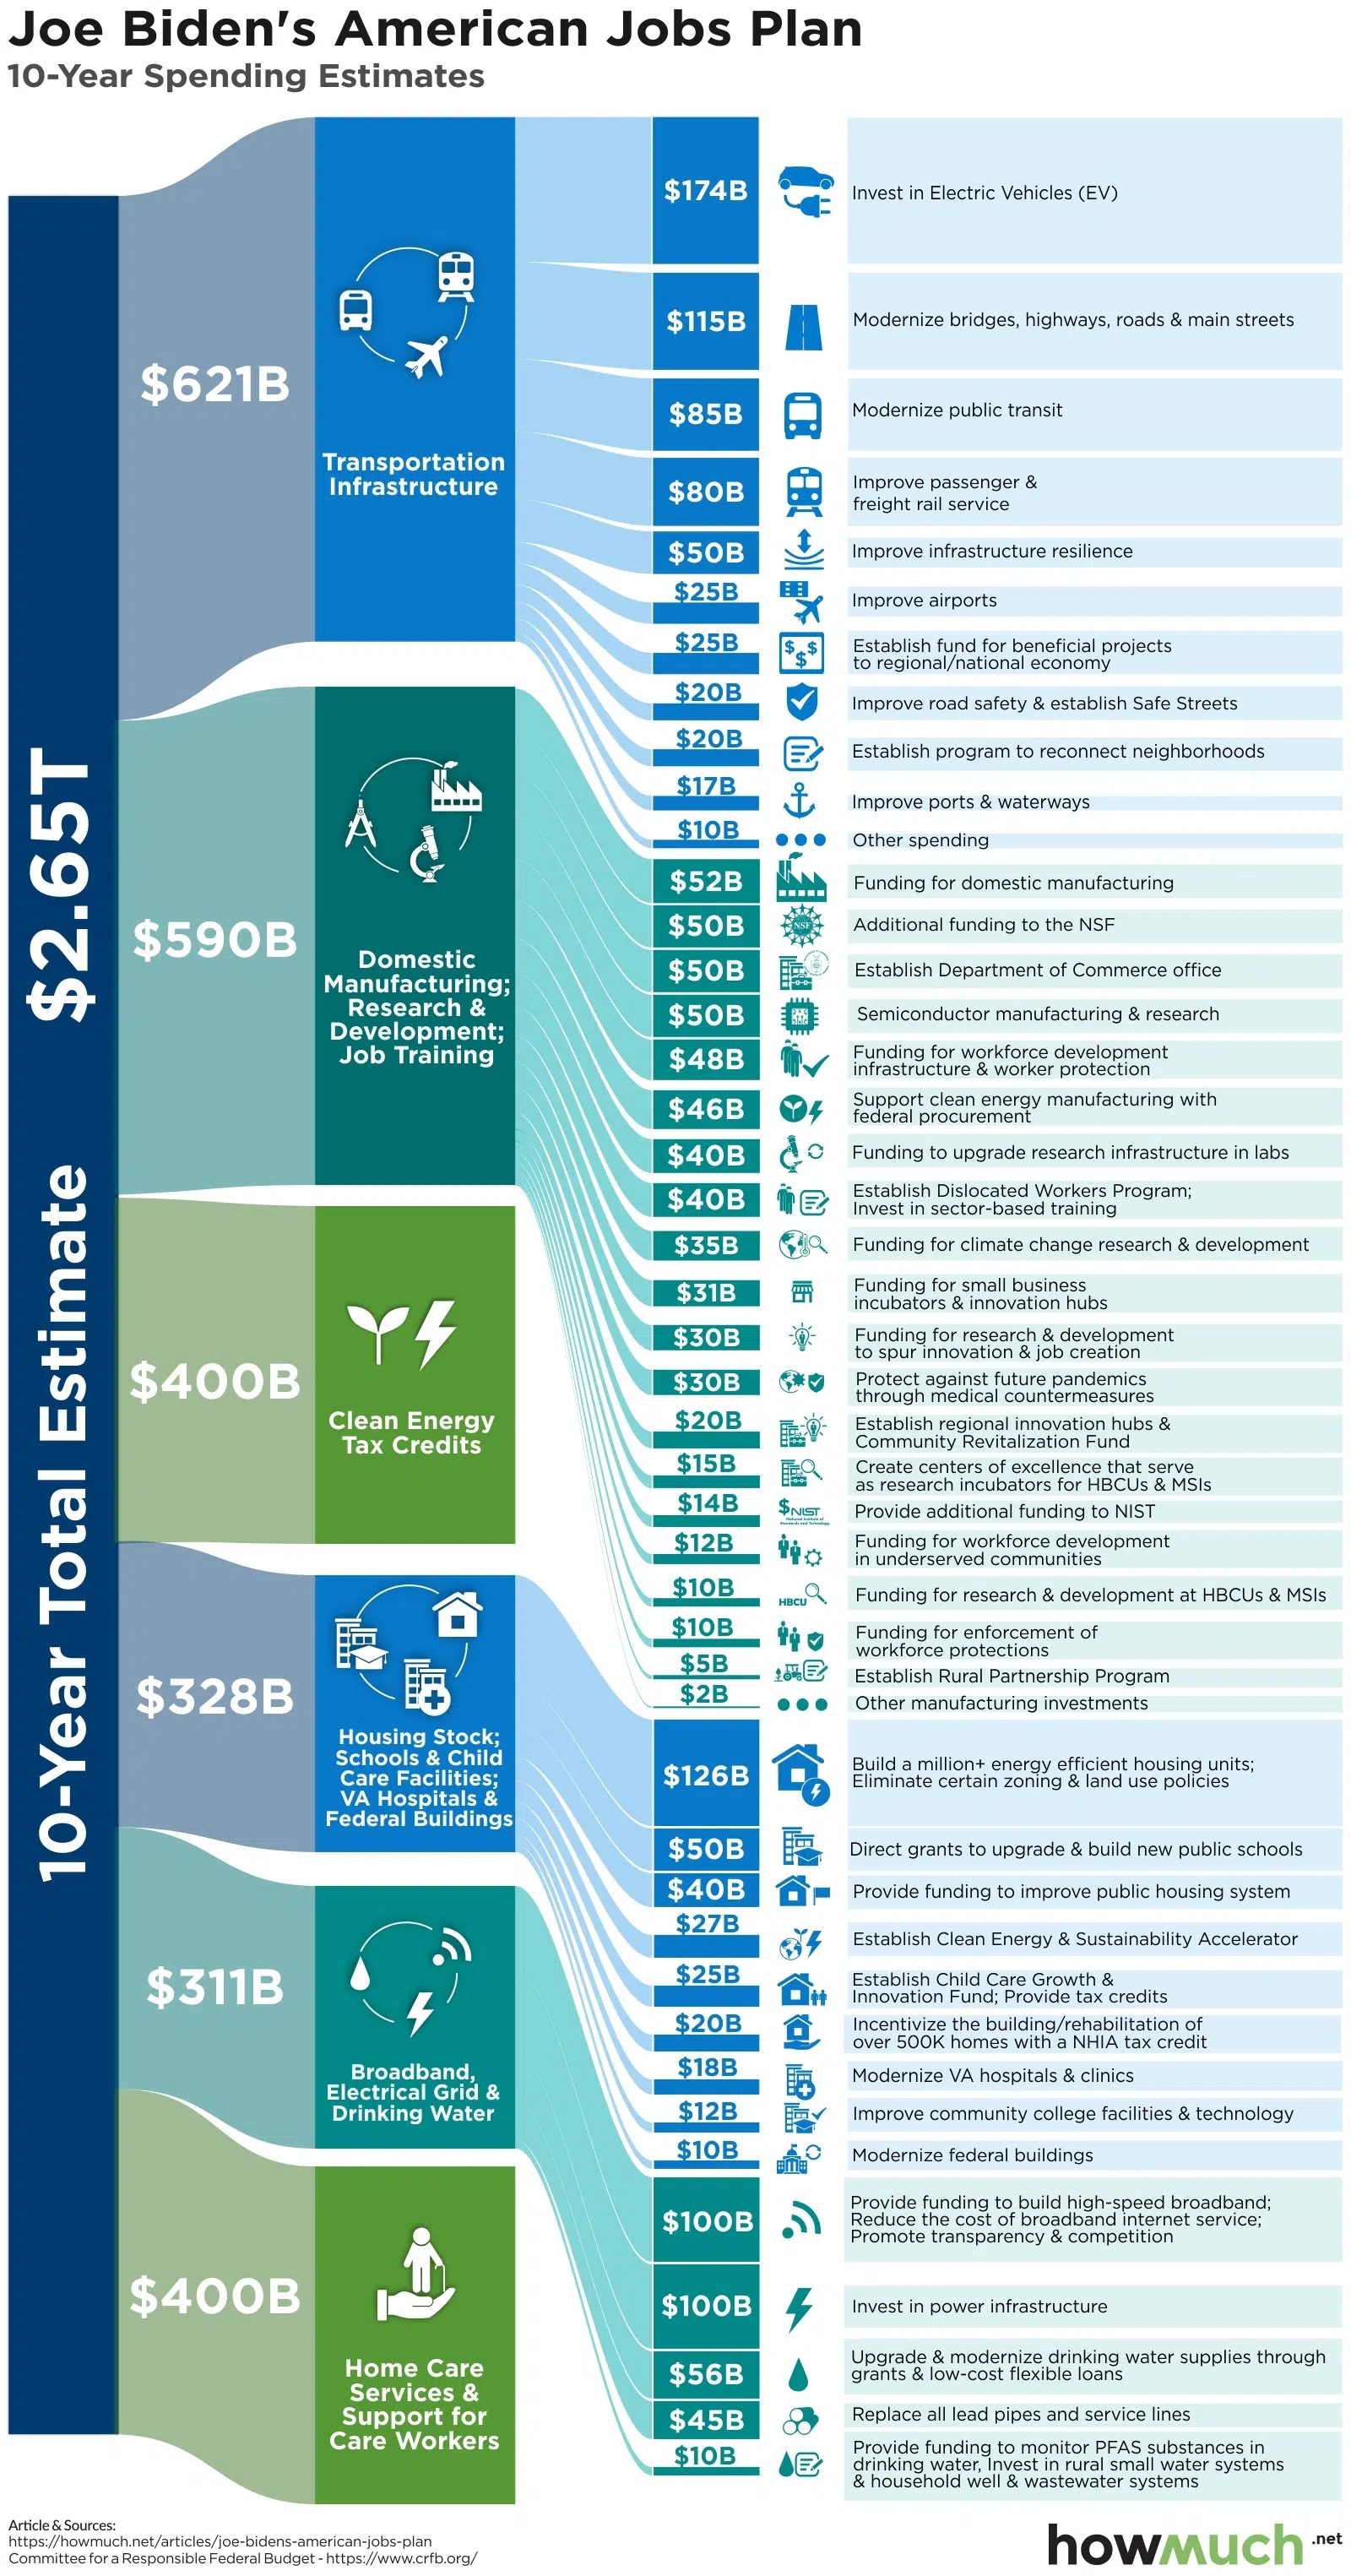 Joe Biden's American Jobs Plan
10-Year Spending Estimates
10-Year Total Estimate $2.65T
$621B
Transportation
Infrastructure
$174B
Invest in Electric Vehicles (EV)
$115B
Modernize bridges, highways, roads & main streets
$85B
Modernize public transit
$80B
Improve passenger &
freight rail service
$50B
Improve infrastructure resilience
$25B
Improve airports
$25B
$$$
Establish fund for beneficial projects
to regional/national economy
$20B
Improve road safety & establish Safe Streets
$20B
Establish program to reconnect neighborhoods
$17B
Improve ports & waterways
$10B
Other spending
$590B
Domestic
Manufacturing;
Research &
Development;
Job Training
$52B
Funding for domestic manufacturing
$50B
NSF
Additional funding to the NSF
$50B
Establish Department of Commerce office
$50B
Semiconductor manufacturing & research
$48B
Funding for workforce development
infrastructure & worker protection
$46B
Support clean energy manufacturing with
federal procurement
$40B
Funding to upgrade research infrastructure in labs
$40B
Establish Dislocated Workers Program;
Invest in sector-based training
$35B
Funding for climate change research & development
$31B
Funding for small business
incubators & innovation hubs
$30B
Funding for research & development
to spur innovation & job creation
$30B
Protect against future pandemics
through medical countermeasures
$20B
Establish regional innovation hubs &
Community Revitalization Fund
$15B
Create centers of excellence that serve
as research incubators for HBCUs & MSIs
$14B
$NIST
National Institute of
Standards and Technology
Provide additional funding to NIST
$12B
Funding for workforce development
in underserved communities
$10B
HBCU
Funding for research & development at HBCUs & MSIs
$10B
Funding for enforcement of
workforce protections
$5B
Establish Rural Partnership Program
$2B
Other manufacturing investments
$400B
Clean Energy
Tax Credits
$328B
Housing Stock;
Schools & Child
Care Facilities;
VA Hospitals &
Federal Buildings
$126B
Build a million+ energy efficient housing units;
Eliminate certain zoning & land use policies
$50B
Direct grants to upgrade & build new public schools
$40B
Provide funding to improve public housing system
$27B
Establish Clean Energy & Sustainability Accelerator
$25B
Establish Child Care Growth &
Innovation Fund; Provide tax credits
$20B
Incentivize the building/rehabilitation of
over 500K homes with a NHIA tax credit
$18B
Modernize VA hospitals & clinics
$12B
Improve community college facilities & technology
$10B
Modernize federal buildings
$311B
Broadband,
Electrical Grid &
Drinking Water
$100B
Provide funding to build high-speed broadband;
Reduce the cost of broadband internet service;
Promote transparency & competition
$100B
Invest in power infrastructure
$56B
Upgrade & modernize drinking water supplies through
grants & low-cost flexible loans
$45B
Replace all lead pipes and service lines
$10B
Provide funding to monitor PFAS substances in
drinking water, Invest in rural small water systems
& household well & wastewater systems
$400B
Home Care
Services &
Support for
Care Workers
Article & Sources:
https://howmuch.net/articles/joe-bidens-american-jobs-plan
Committee for a Responsible Federal Budget - https://www.crfb.org/
howmuch.net